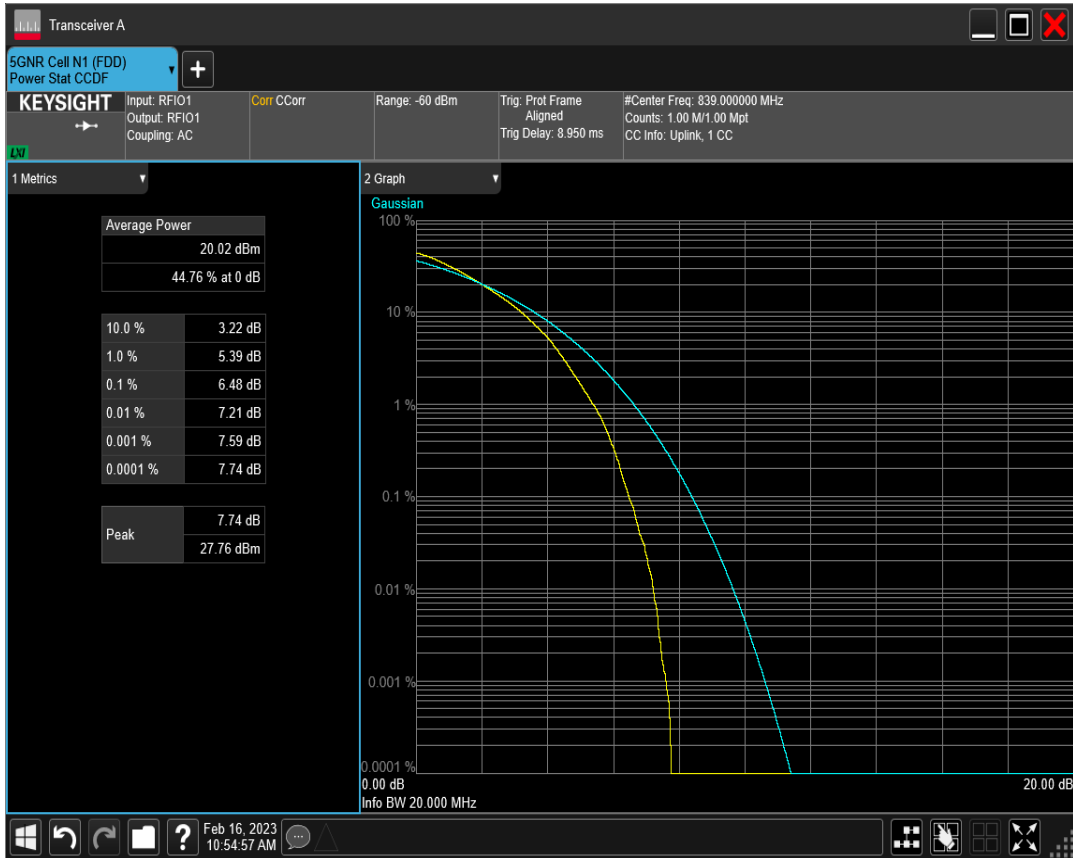 Transceiver A
5GNR Cell N1 (FDD)
Power Stat CCDF
+
KEYSIGHT
LXI
Input: RFIO1
Output: RFIO1
Coupling: AC
Corr CCorr
Range: -60 dBm
Trig: Prot Frame
Aligned
Trig Delay: 8.950 ms
#Center Freq: 839.000000 MHz
Counts: 1.00 M/1.00 Mpt
CC Info: Uplink, 1 CC
1 Metrics
Average Power
20.02 dBm
44.76 % at 0 dB
10.0 % 3.22 dB
1.0 % 5.39 dB
0.1 % 6.48 dB
0.01 % 7.21 dB
0.001 % 7.59 dB
0.0001 % 7.74 dB
Peak
7.74 dB
27.76 dBm
2 Graph
Gaussian
100 %
10 %
1 %
0.1 %
0.01 %
0.001 %
0.0001 %
0.00 dB 20.00 dB
Info BW 20.000 MHz
?
Feb 16, 2023
10:54:57 AM